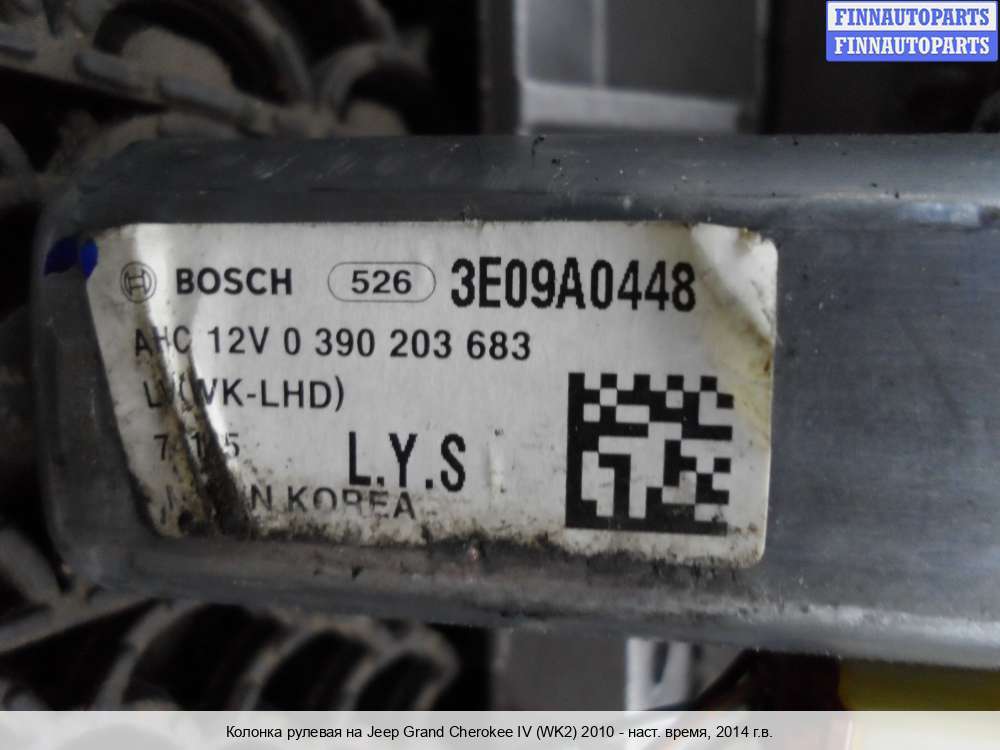 FINNAUTOPARTS
FINNAUTOPARTS
BOSCH 526 3E09A0448
AHC 12V 0 390 203 683
(WK-LHD)
L.Y.S
KOREA
Колонка рулевая на Jeep Grand Cherokee IV (WK2) 2010 - наст. время, 2014 г.в.